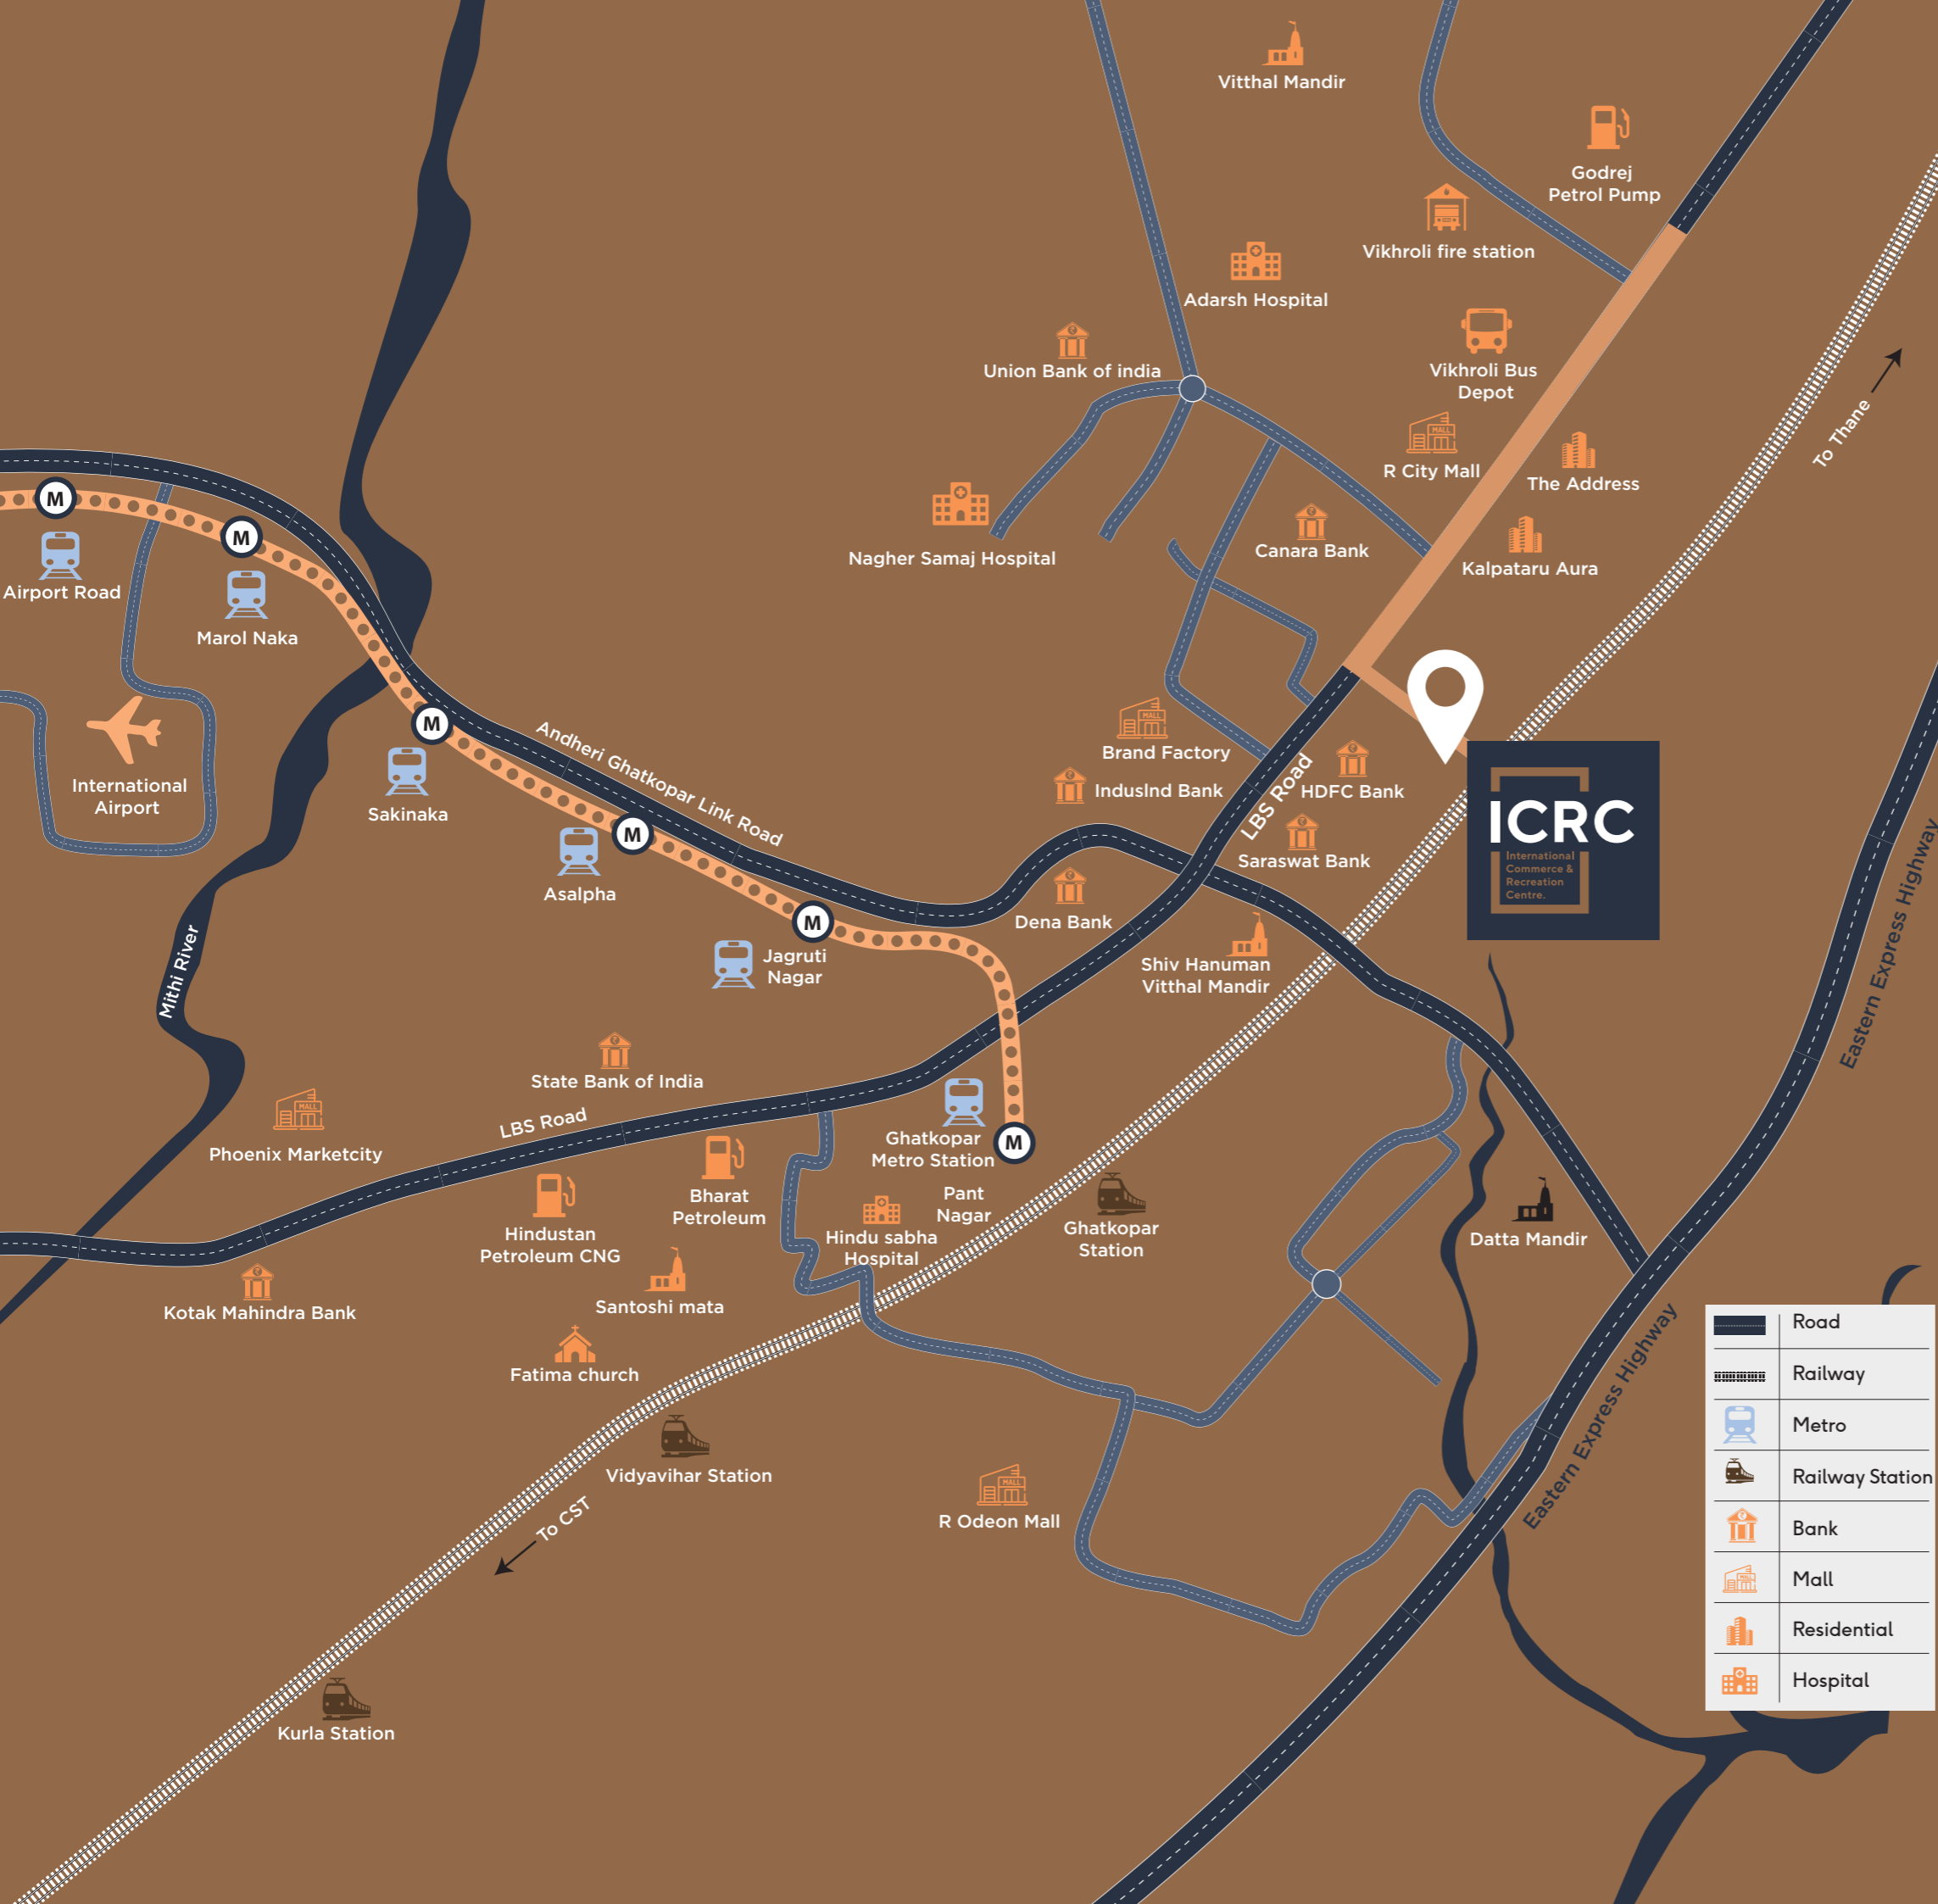 Vitthal Mandir
Godrej
Petrol Pump
Vikhroli fire station
Adarsh Hospital
Union Bank of india
Vikhroli Bus
Depot
R City Mall
The Address
To Thane
Nagher Samaj Hospital
Canara Bank
Kalpataru Aura
M
M
Airport Road
Marol Naka
International
Airport
M
Sakinaka
Andheri Ghatkopar Link Road
M
Asalpha
Brand Factory
IndusInd Bank
LBS Road
HDFC Bank
Saraswat Bank
ICRC
International
Commerce &
Recreation
Centre.
Eastern Express Highway
Dena Bank
M
Jagruti
Nagar
Shiv Hanuman
Vitthal Mandir
Mithi River
State Bank of India
LBS Road
Phoenix Marketcity
Ghatkopar
Metro Station
M
Bharat
Petroleum
Hindustan
Petroleum CNG
Pant
Nagar
Hindu sabha
Hospital
Ghatkopar
Station
Datta Mandir
Kotak Mahindra Bank
Santoshi mata
Fatima church
Vidyavihar Station
To CST
MALL
MALL
MALL
MALL
R Odeon Mall
Eastern Express Highway
Kurla Station
Road
Railway
Metro
Railway Station
Bank
Mall
Residential
Hospital